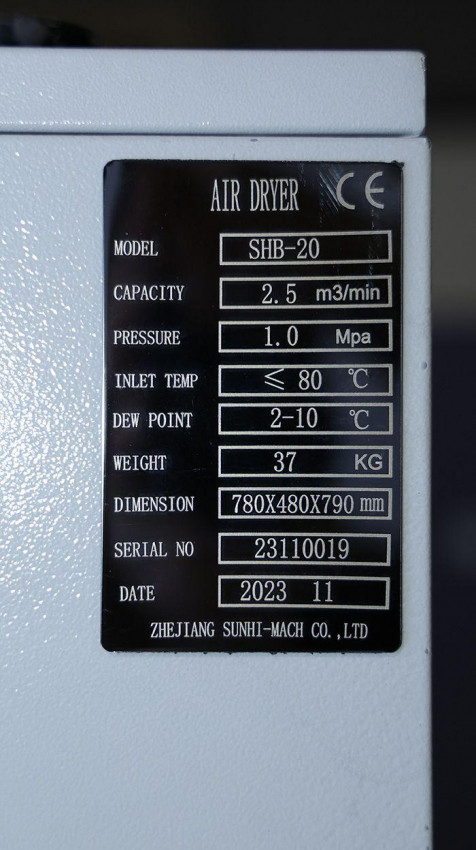 AIR DRYER CE
MODEL SHB-20
CAPACITY 2.5 m3/min
PRESSURE 1.0 Mpa
INLET TEMP ≤ 80 ℃
DEW POINT 2-10 ℃
WEIGHT 37 KG
DIMENSION 780X480X790 mm
SERIAL NO 23110019
DATE 2023 11
ZHEJIANG SUNHI-MACH CO.,LTD